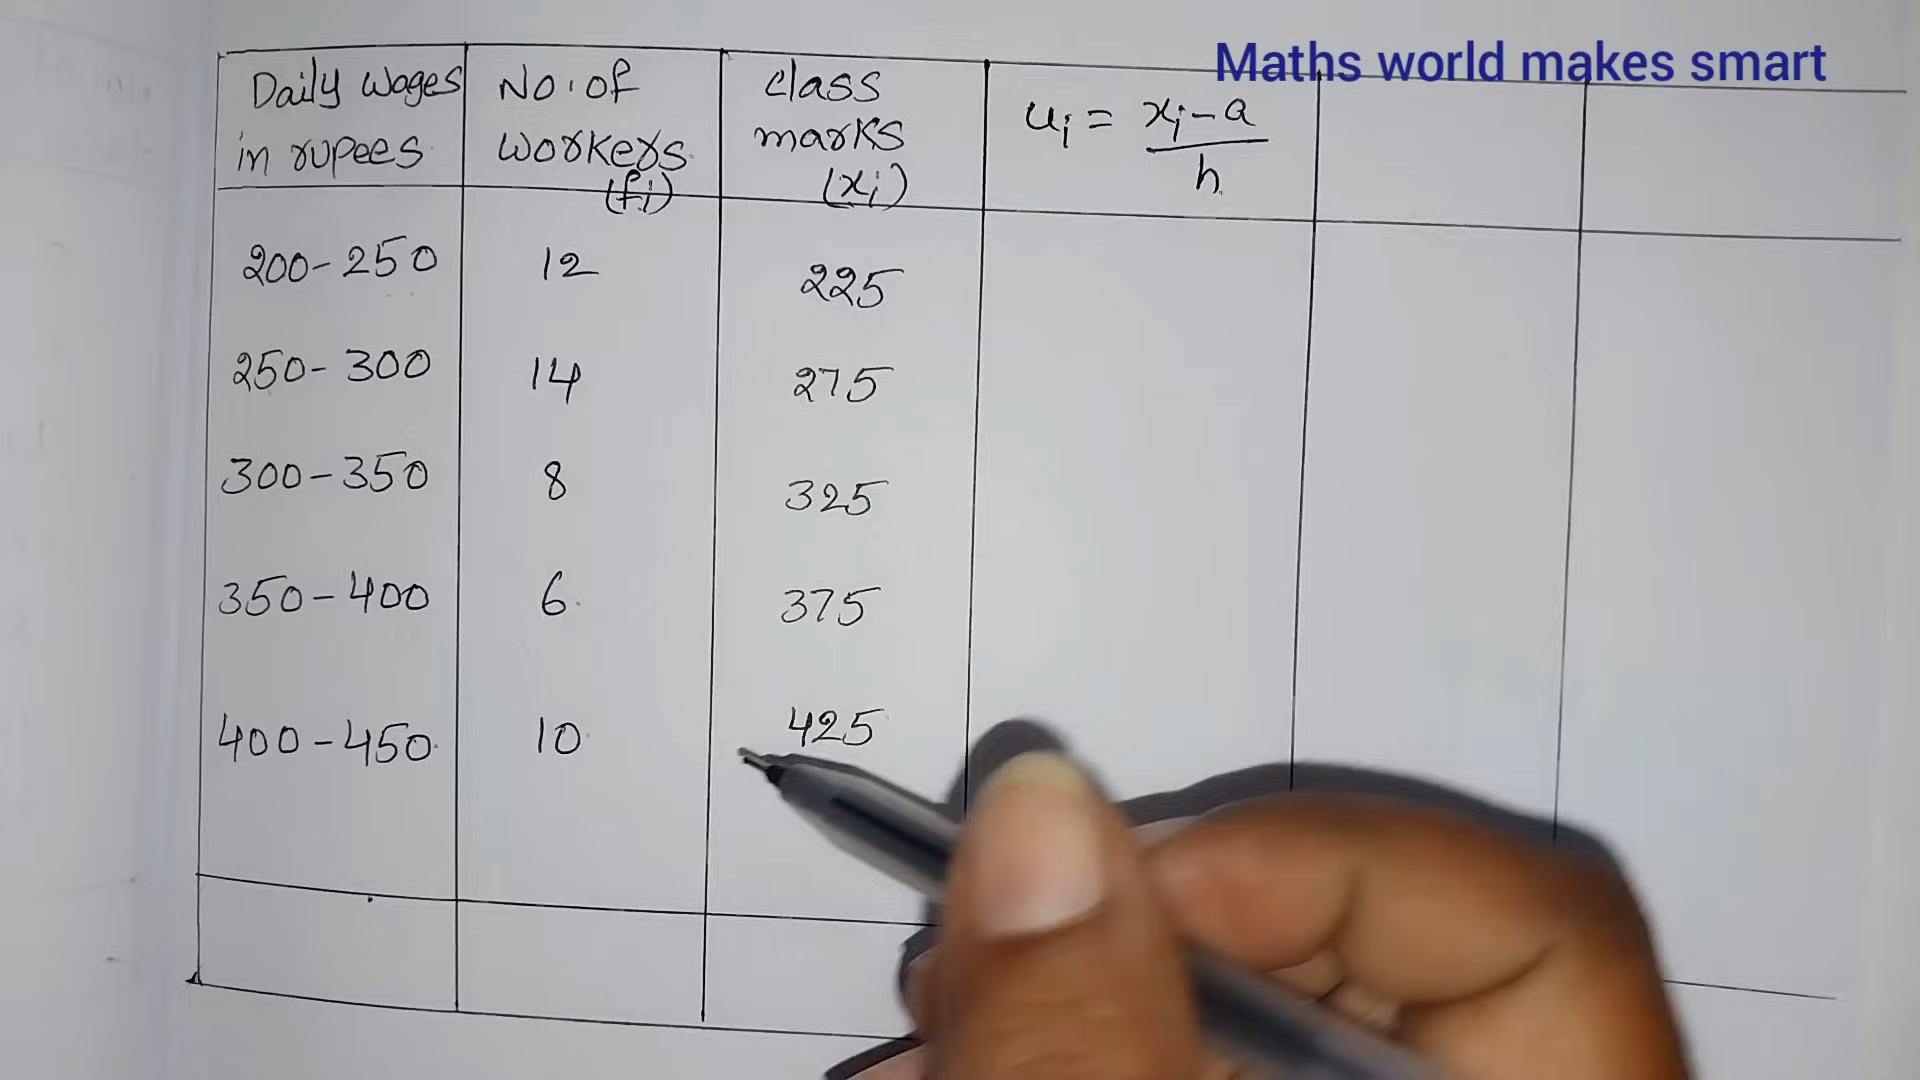 Maths world makes smart
Daily wages in rupees
No. of workers (fi)
class marks (xi)
ui = xi - a / h
200-250 12 225
250-300 14 275
300-350 8 325
350-400 6 375
400-450 10 425